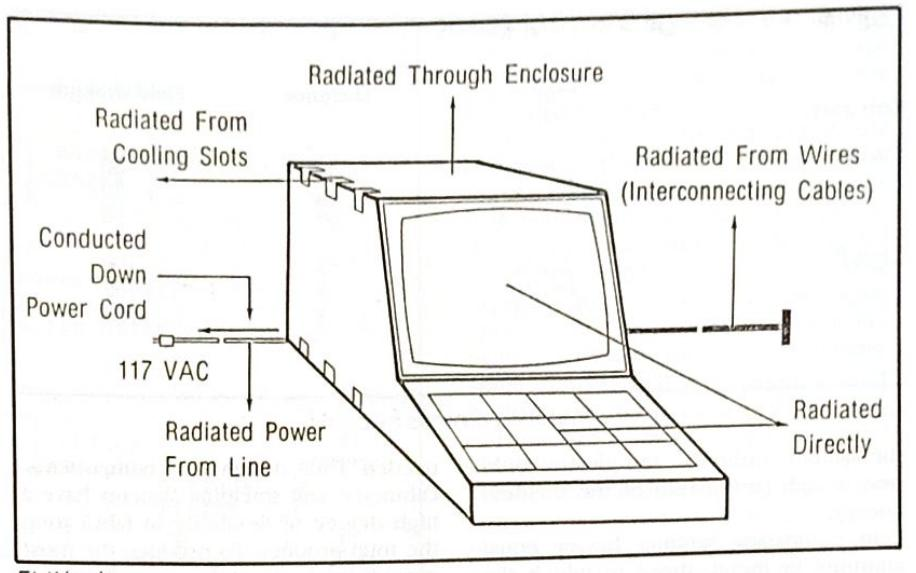 Radiated Through Enclosure
Radiated From
Cooling Slots
Radiated From Wires
(Interconnecting Cables)
Conducted
Down
Power Cord
117 VAC
Radiated Power
From Line
Radiated
Directly